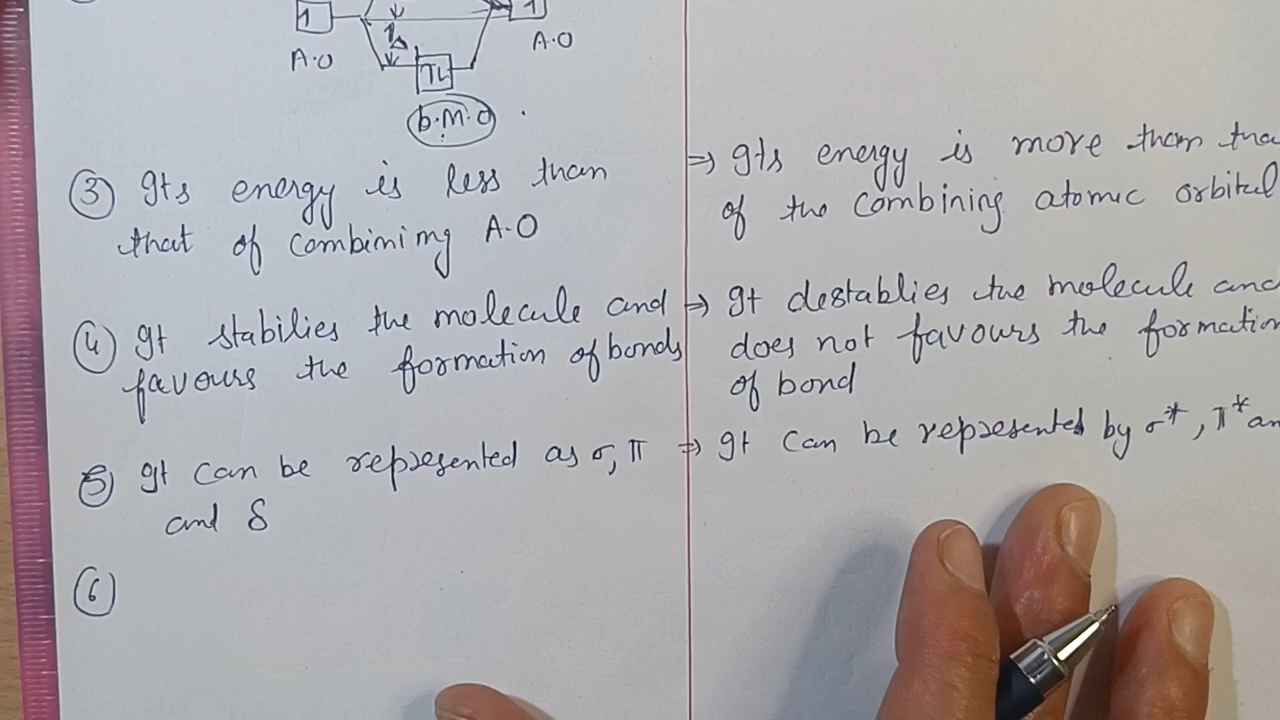 1 1
A.O A.O
1L
b.M.O
③ Its energy is less than
that of combining A.O
④ It stabilies the molecule and
favours the formation of bonds
⑤ It can be represented as σ, π
and δ
⑥
⇒ Its energy is more than tha
of the combining atomic orbital
⇒ It destablies the molecule and
does not favours the formation
of bond
⇒ It can be represented by σ*, π* an